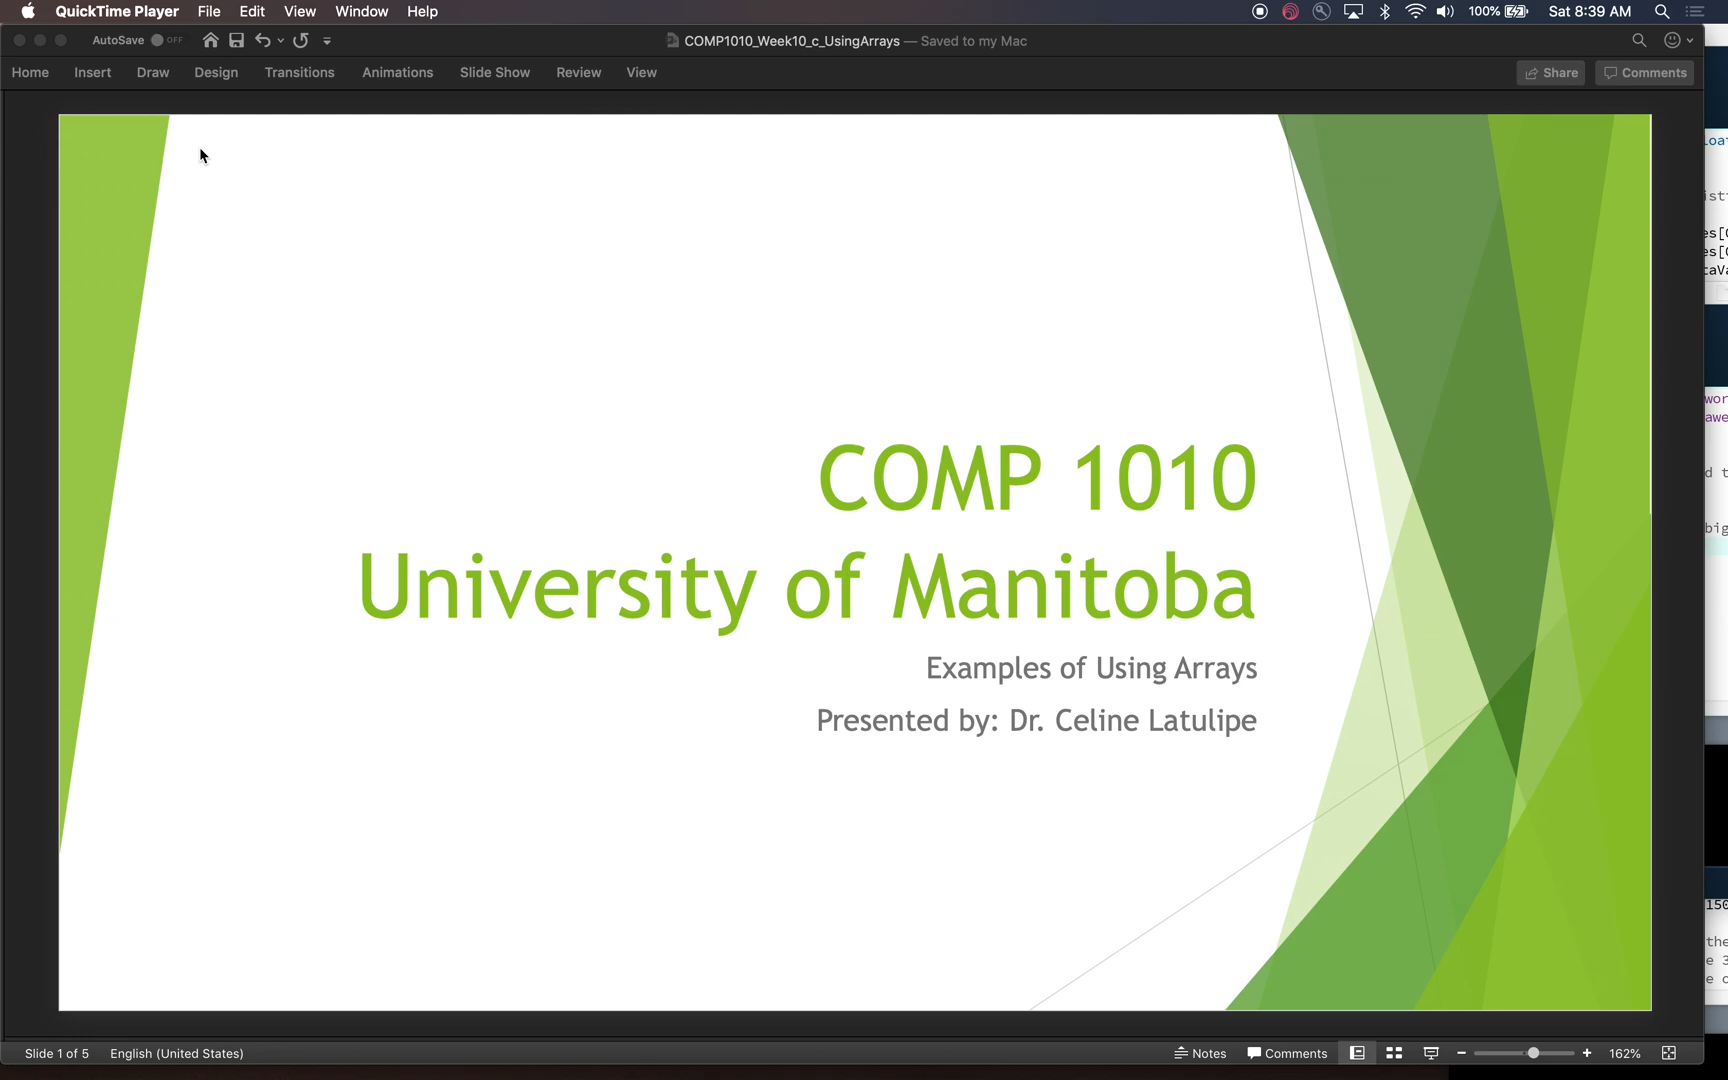 QuickTime Player File Edit View Window Help 100% Sat 8:39 AM
AutoSave OFF COMP1010_Week10_c_UsingArrays — Saved to my Mac
Home Insert Draw Design Transitions Animations Slide Show Review View Share Comments
COMP 1010
University of Manitoba
Examples of Using Arrays
Presented by: Dr. Celine Latulipe
Slide 1 of 5 English (United States) Notes Comments 162%